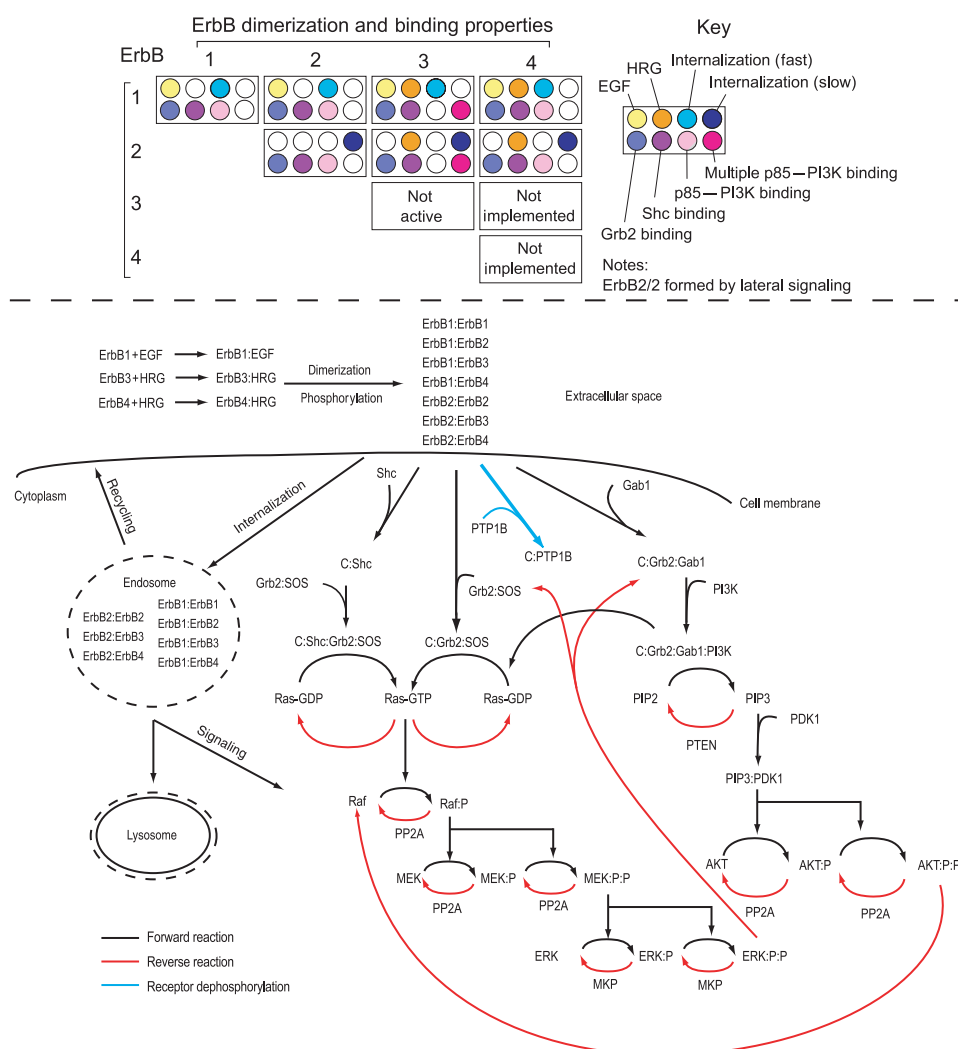 ErbB dimerization and binding properties
Key
ErbB
1
2
3
4
HRG
Internalization (fast)
EGF
Internalization (slow)
1
2
Multiple p85—PI3K binding
p85—PI3K binding
Shc binding
Grb2 binding
3
Not
active
Not
implemented
4
Not
implemented
Notes:
ErbB2/2 formed by lateral signaling
ErbB1:ErbB1
ErbB1:ErbB2
ErbB1:ErbB3
ErbB1:ErbB4
ErbB2:ErbB2
ErbB2:ErbB3
ErbB2:ErbB4
ErbB1+EGF
ErbB1:EGF
ErbB3+HRG
ErbB3:HRG
ErbB4+HRG
ErbB4:HRG
Dimerization
Phosphorylation
Extracellular space
Cytoplasm
Recycling
Internalization
Shc
Gab1
Cell membrane
PTP1B
C:PTP1B
C:Shc
C:Grb2:Gab1
Grb2:SOS
Grb2:SOS
PI3K
Endosome
ErbB2:ErbB2
ErbB2:ErbB3
ErbB2:ErbB4
ErbB1:ErbB1
ErbB1:ErbB2
ErbB1:ErbB3
ErbB1:ErbB4
C:Shc:Grb2:SOS
C:Grb2:SOS
C:Grb2:Gab1:PI3K
Ras-GDP
Ras-GTP
Ras-GDP
PIP2
PIP3
PTEN
PDK1
PIP3:PDK1
Signaling
Lysosome
Raf
Raf:P
PP2A
MEK
MEK:P
MEK:P:P
PP2A
PP2A
AKT
AKT:P
AKT:P:P
PP2A
PP2A
ERK
ERK:P
ERK:P:P
MKP
MKP
Forward reaction
Reverse reaction
Receptor dephosphorylation